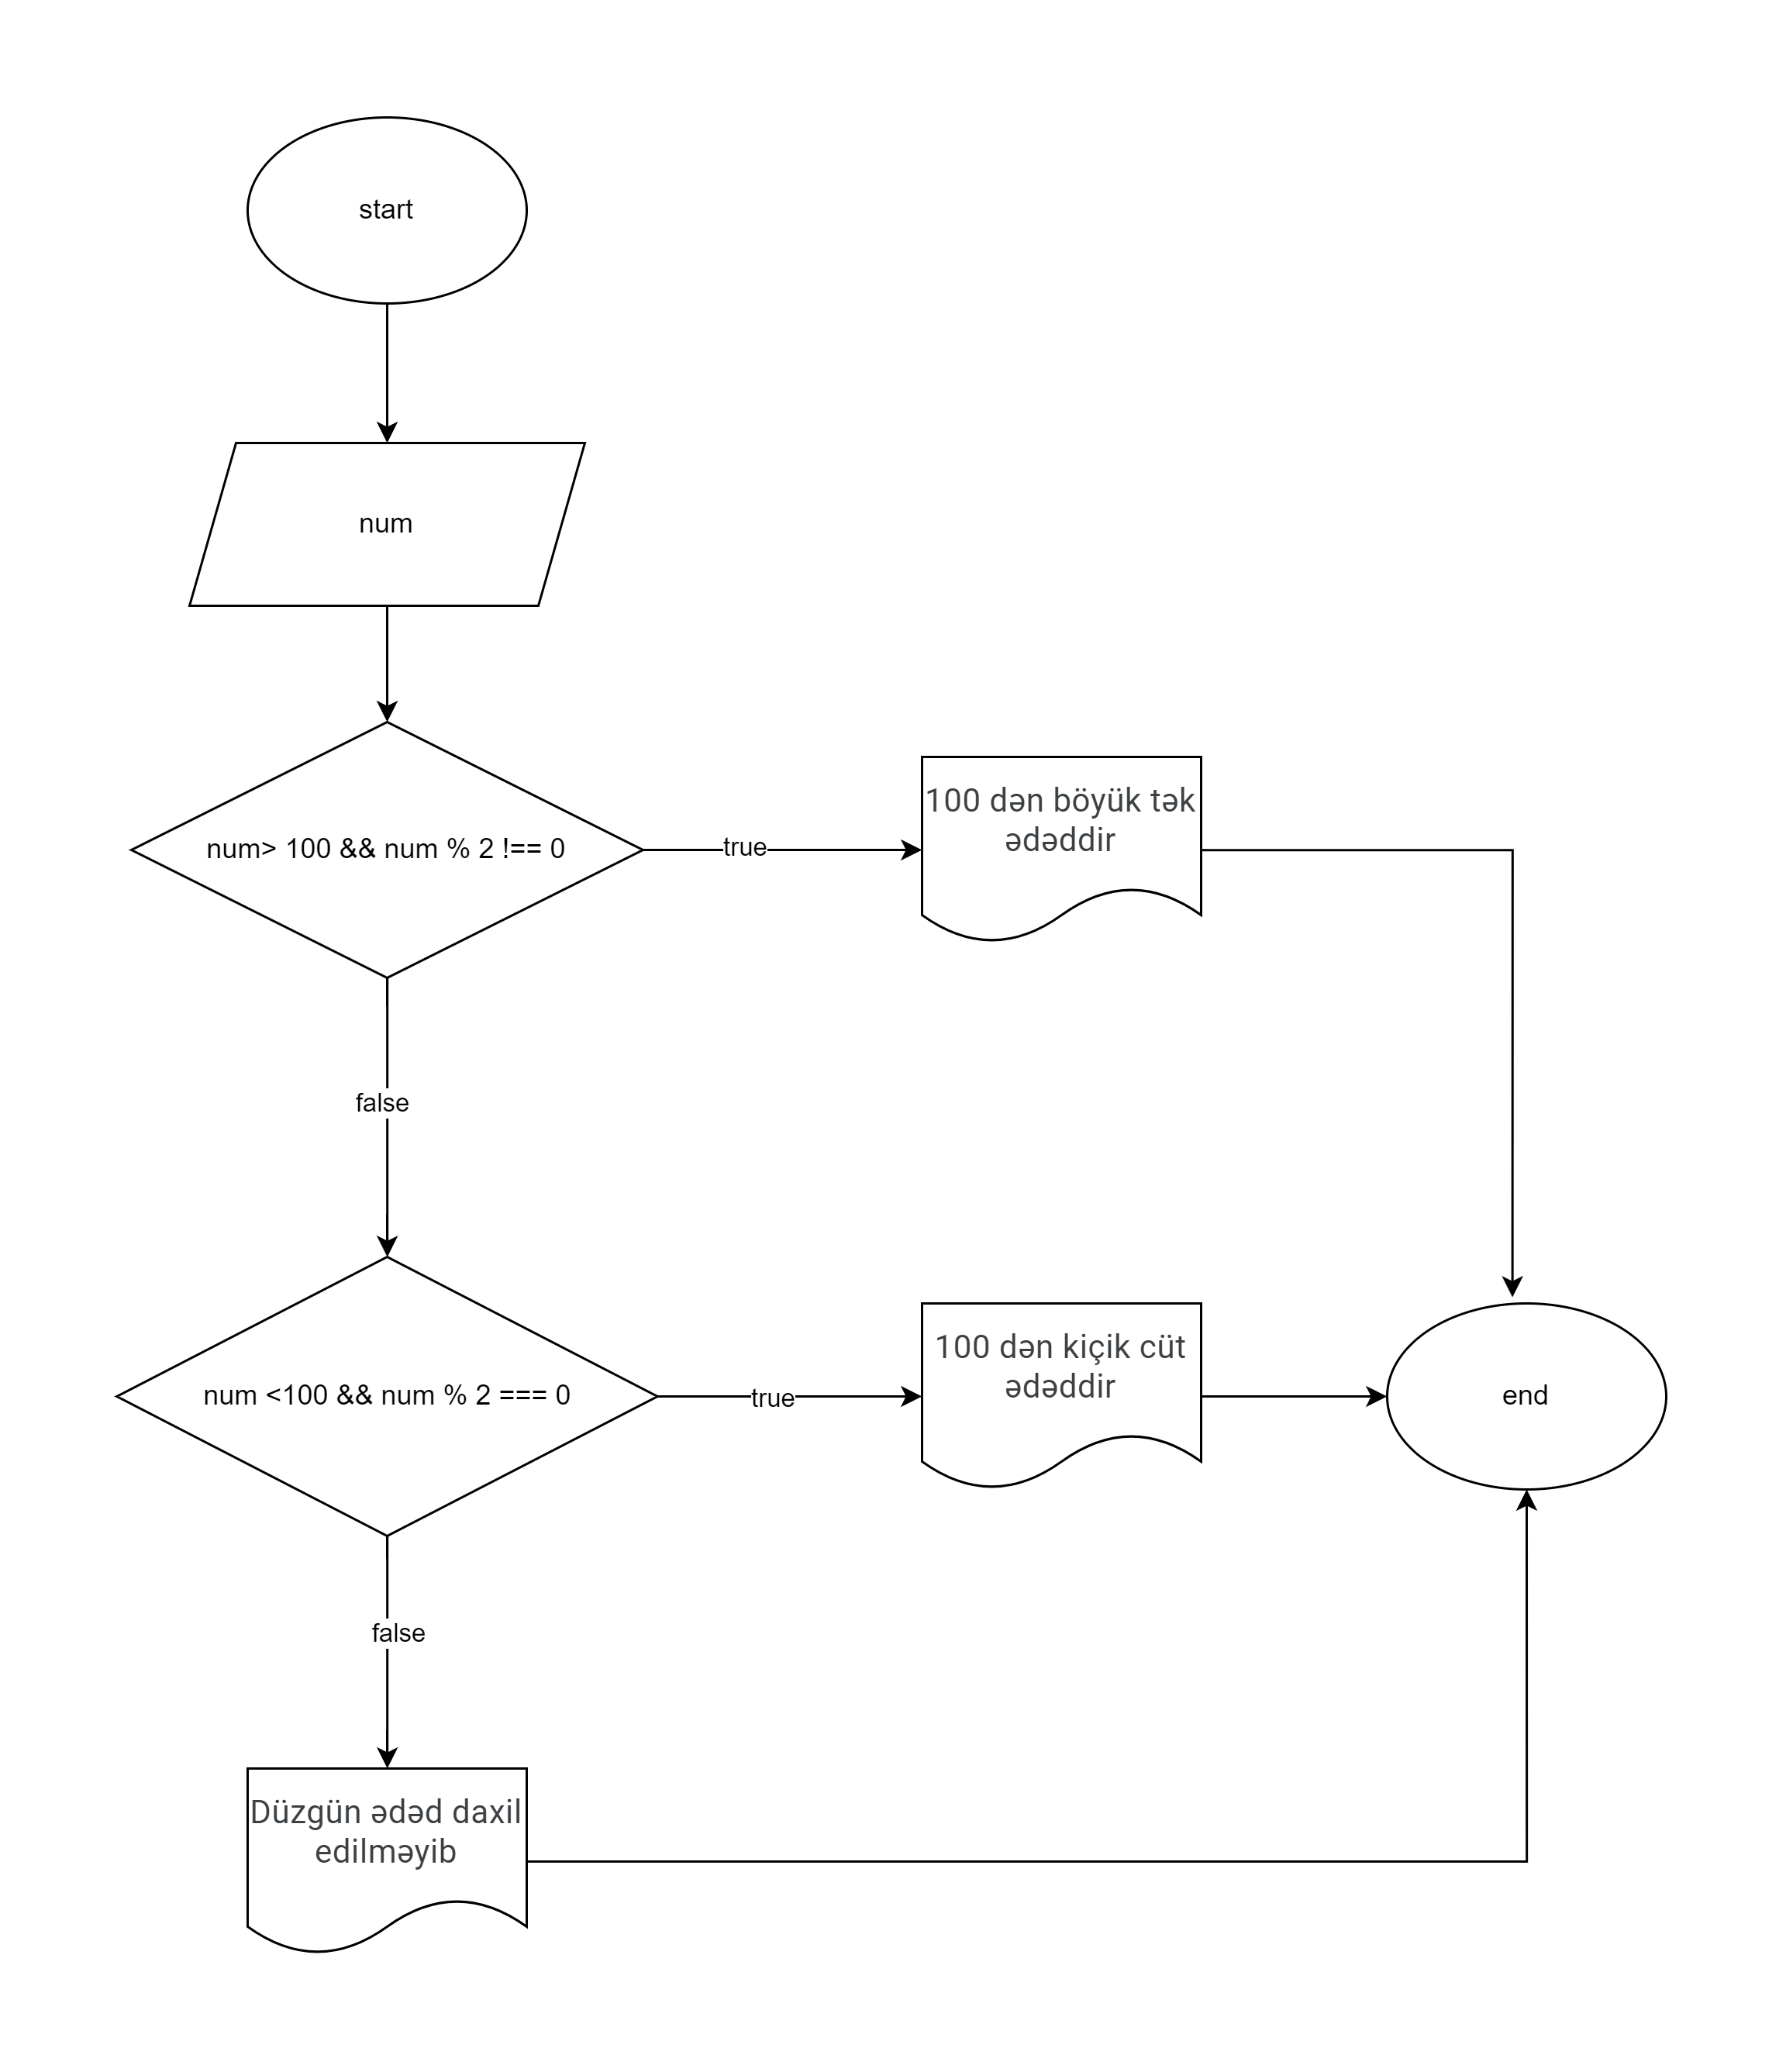 start
num
num> 100 && num % 2 !== 0
true
100 dən böyük tək
ədəddir
false
num <100 && num % 2 === 0
true
100 dən kiçik cüt
ədəddir
end
false
Düzgün ədəd daxil
edilməyib